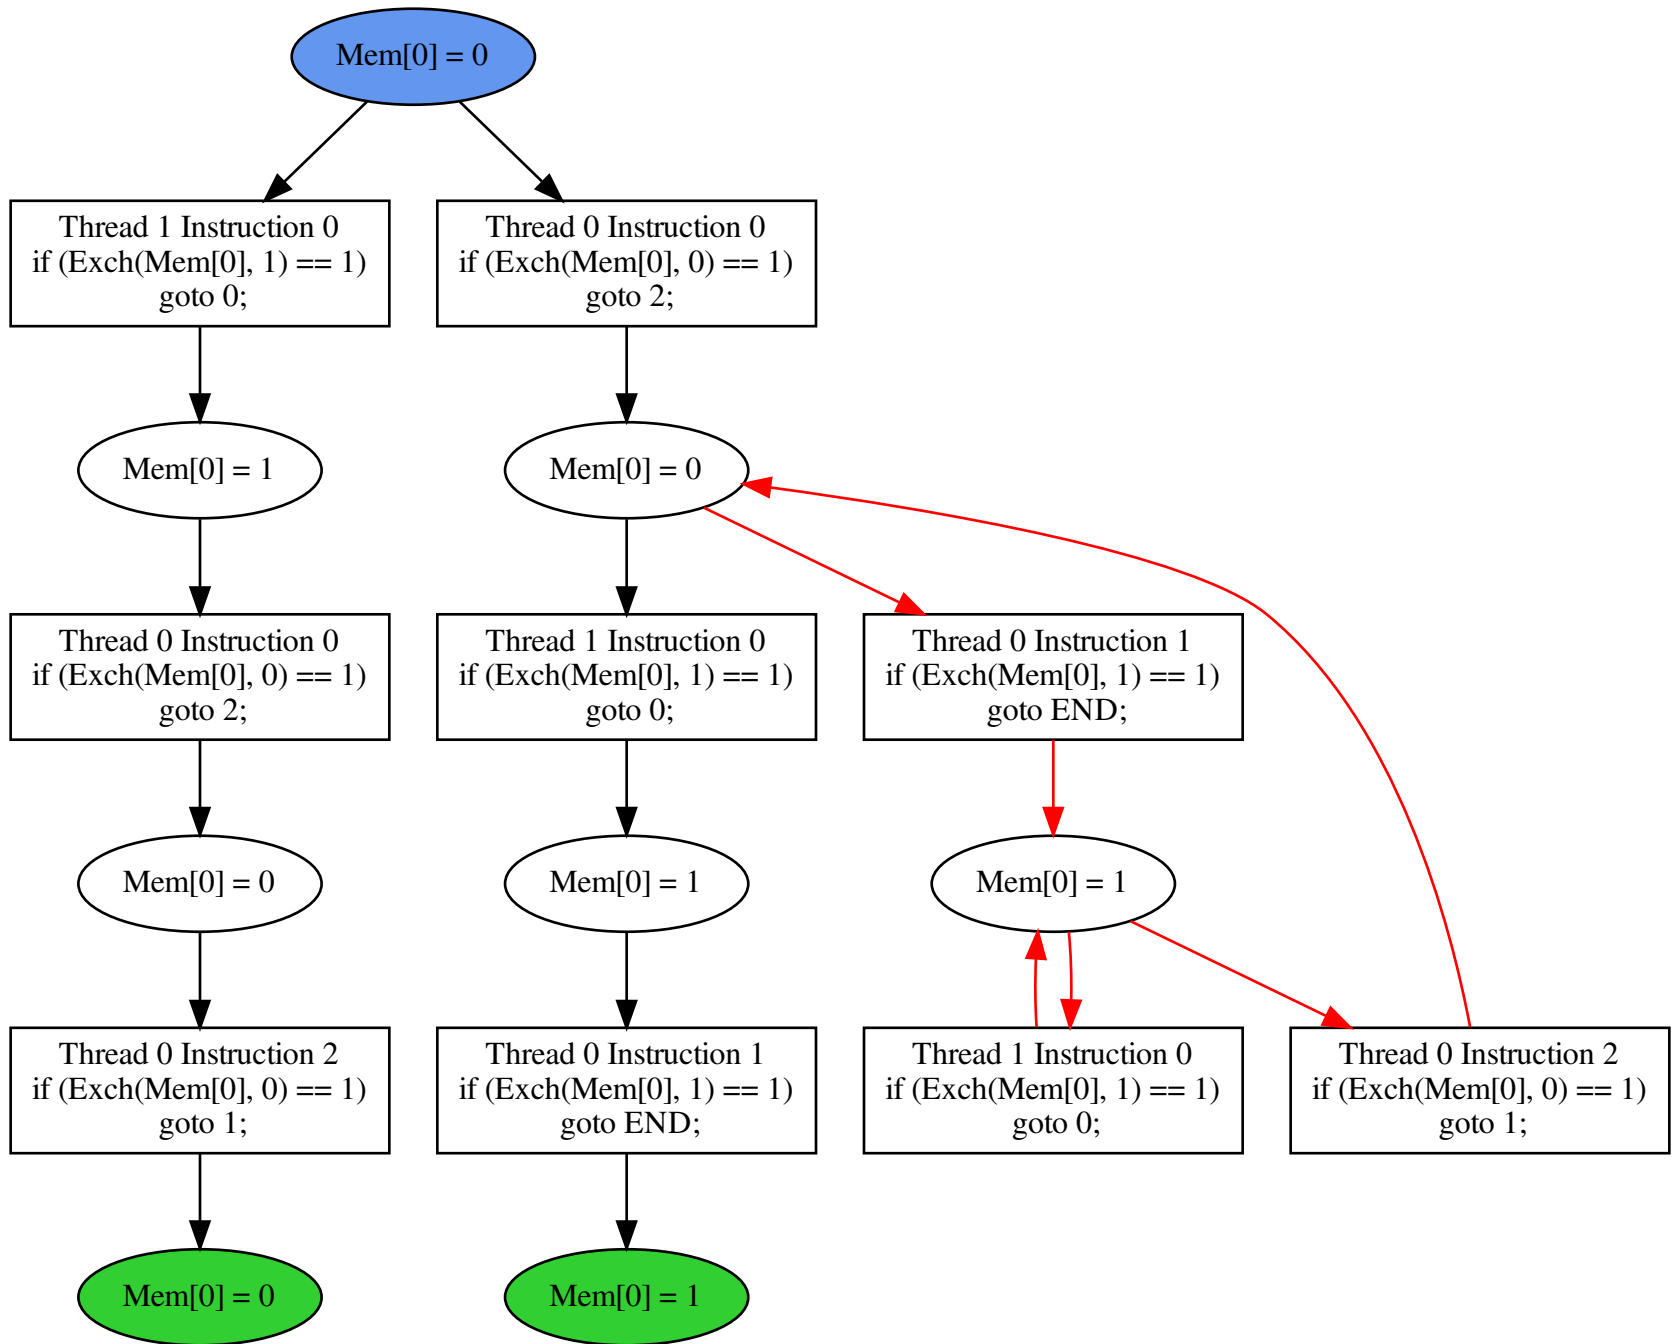 Mem[0] = 0
Thread 1 Instruction 0
if (Exch(Mem[0], 1) == 1)
goto 0;
Thread 0 Instruction 0
if (Exch(Mem[0], 0) == 1)
goto 2;
Mem[0] = 1
Mem[0] = 0
Thread 0 Instruction 0
if (Exch(Mem[0], 0) == 1)
goto 2;
Thread 1 Instruction 0
if (Exch(Mem[0], 1) == 1)
goto 0;
Thread 0 Instruction 1
if (Exch(Mem[0], 1) == 1)
goto END;
Mem[0] = 0
Mem[0] = 1
Mem[0] = 1
Thread 0 Instruction 2
if (Exch(Mem[0], 0) == 1)
goto 1;
Thread 0 Instruction 1
if (Exch(Mem[0], 1) == 1)
goto END;
Thread 1 Instruction 0
if (Exch(Mem[0], 1) == 1)
goto 0;
Thread 0 Instruction 2
if (Exch(Mem[0], 0) == 1)
goto 1;
Mem[0] = 0
Mem[0] = 1